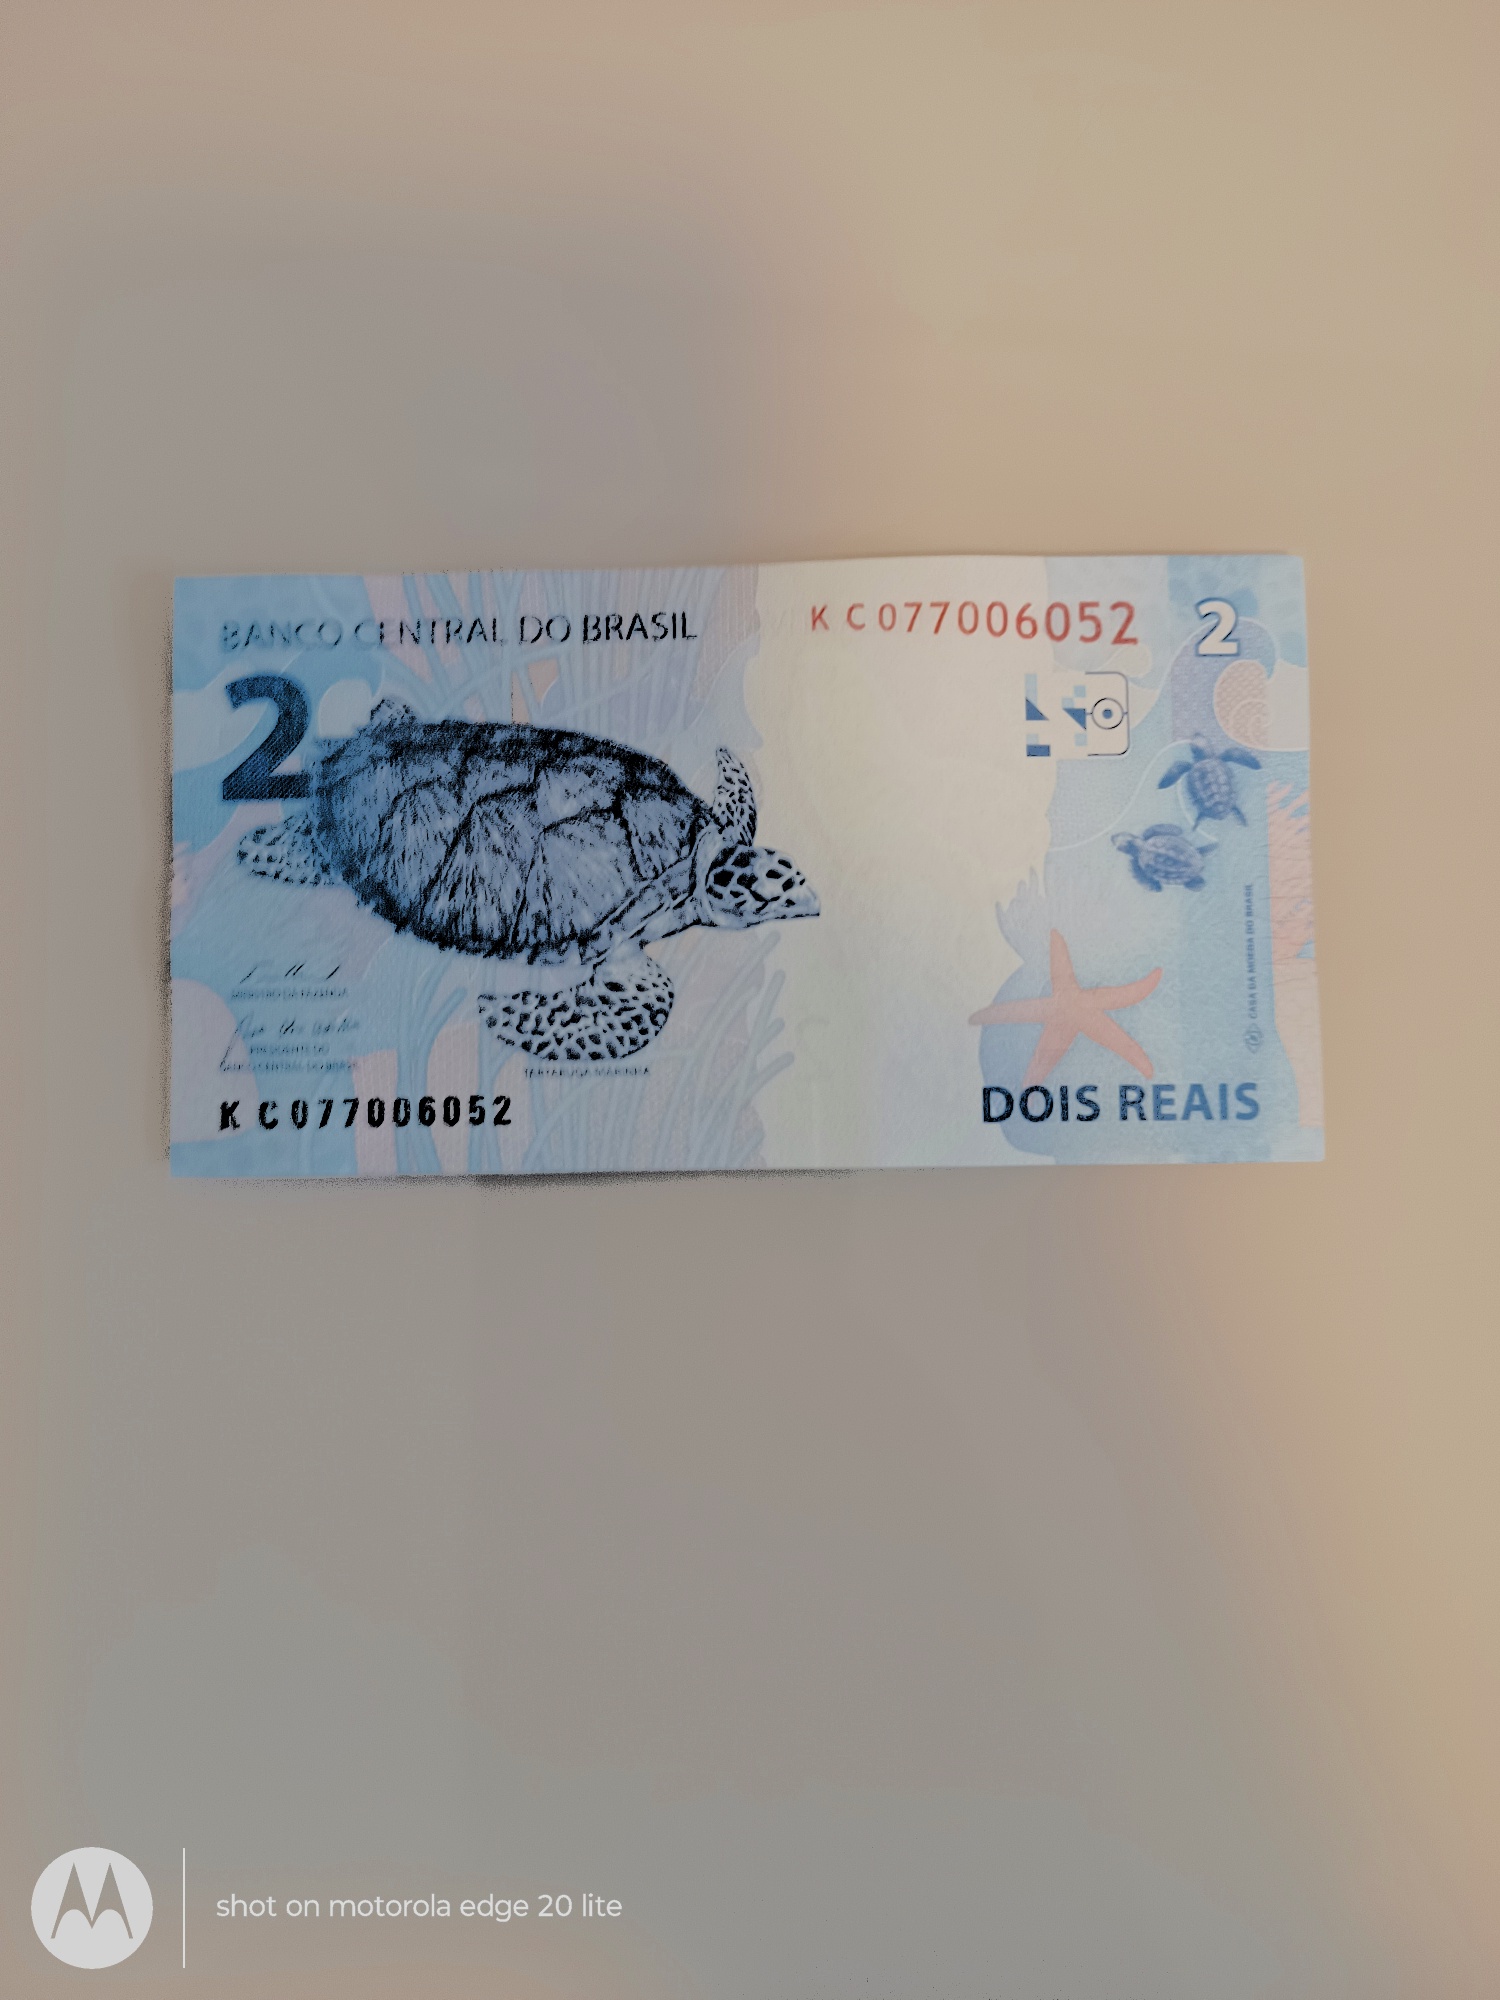 BANCO CENTRAL DO BRASIL
K C 077006052
2
2
MINISTRO DA FAZENDA
PRESIDENTE DO
BANCO CENTRAL DO BRASIL
TARTARUGA MARINHA
CASA DA MOEDA DO BRASIL
K C 077006052
DOIS REAIS
shot on motorola edge 20 lite